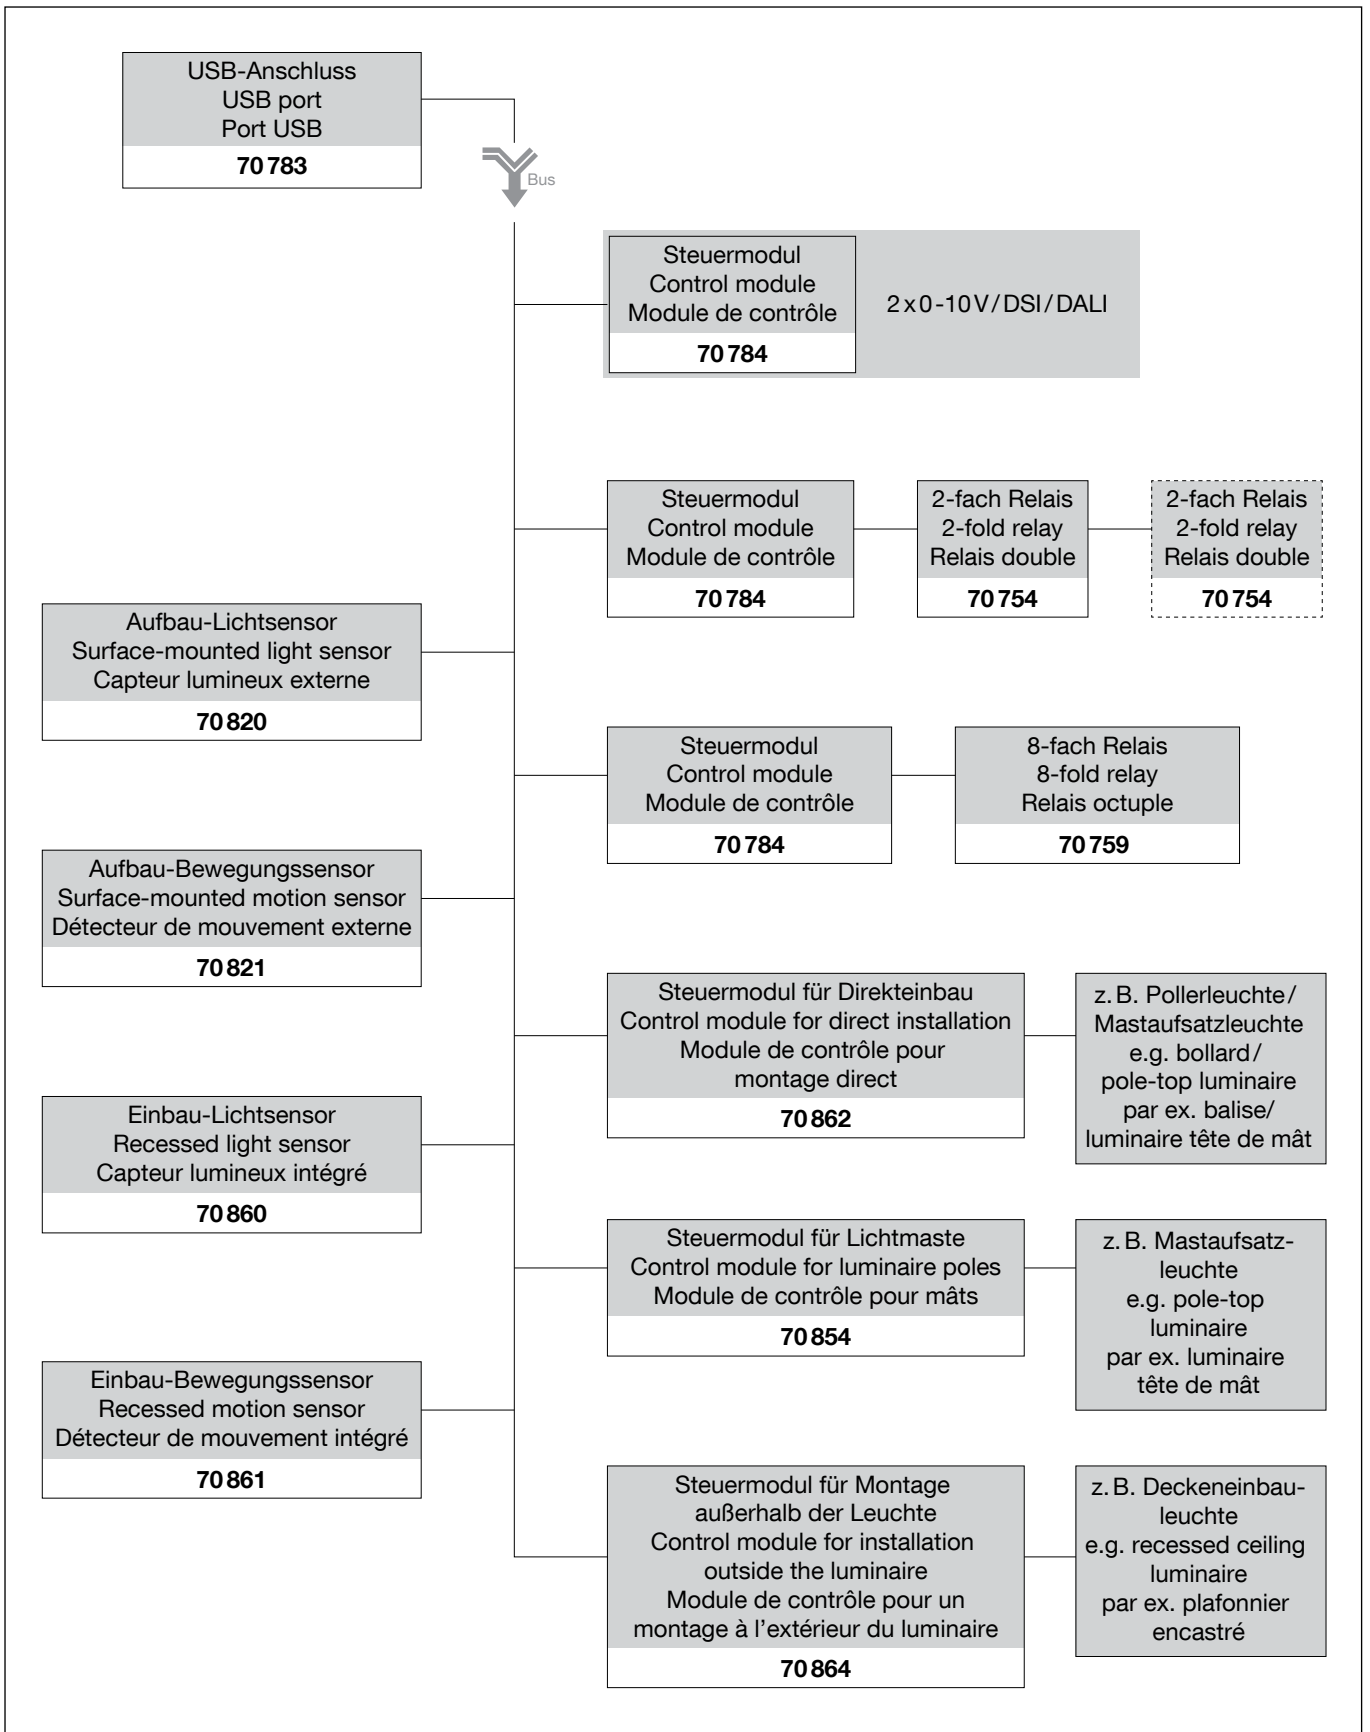 USB-Anschluss
USB port
Port USB
70 783
Bus
Steuermodul
Control module
Module de contrôle
70 784
2 x 0-10 V / DSI / DALI
Steuermodul
Control module
Module de contrôle
70 784
2-fach Relais
2-fold relay
Relais double
70 754
2-fach Relais
2-fold relay
Relais double
70 754
Aufbau-Lichtsensor
Surface-mounted light sensor
Capteur lumineux externe
70 820
Steuermodul
Control module
Module de contrôle
70 784
8-fach Relais
8-fold relay
Relais octuple
70 759
Aufbau-Bewegungssensor
Surface-mounted motion sensor
Détecteur de mouvement externe
70 821
Steuermodul für Direkteinbau
Control module for direct installation
Module de contrôle pour
montage direct
70 862
z. B. Pollerleuchte /
Mastaufsatzleuchte
e.g. bollard /
pole-top luminaire
par ex. balise/
luminaire tête de mât
Einbau-Lichtsensor
Recessed light sensor
Capteur lumineux intégré
70 860
Steuermodul für Lichtmaste
Control module for luminaire poles
Module de contrôle pour mâts
70 854
z. B. Mastaufsatz-
leuchte
e.g. pole-top
luminaire
par ex. luminaire
tête de mât
Einbau-Bewegungssensor
Recessed motion sensor
Détecteur de mouvement intégré
70 861
Steuermodul für Montage
außerhalb der Leuchte
Control module for installation
outside the luminaire
Module de contrôle pour un
montage à l'extérieur du luminaire
70 864
z. B. Deckeneinbau-
leuchte
e.g. recessed ceiling
luminaire
par ex. plafonnier
encastré